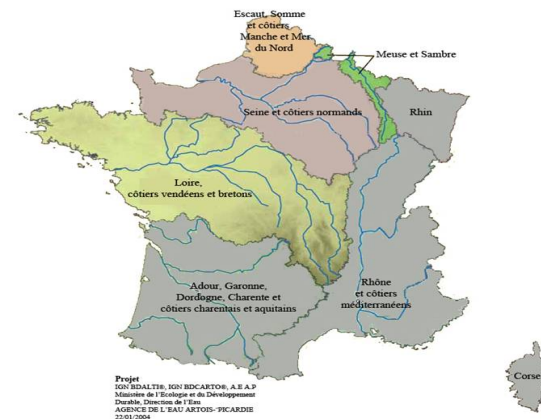 Escaut, Somme
et côtiers
Manche et Mer
du Nord
Meuse et Sambre
Seine et côtiers normands
Rhin
Loire,
côtiers vendéens et bretons
Adour, Garonne,
Dordogne, Charente et
côtiers charentais et aquitains
Rhône
et côtiers
méditerranéens
Corse
Projet
IGN BDALTI®, IGN BDCARTO®, A.E.A.P
Ministère de l'Ecologie et du Développement
Durable, Direction de l'Eau
AGENCE DE L'EAU ARTOIS-PICARDIE
22/01/2004